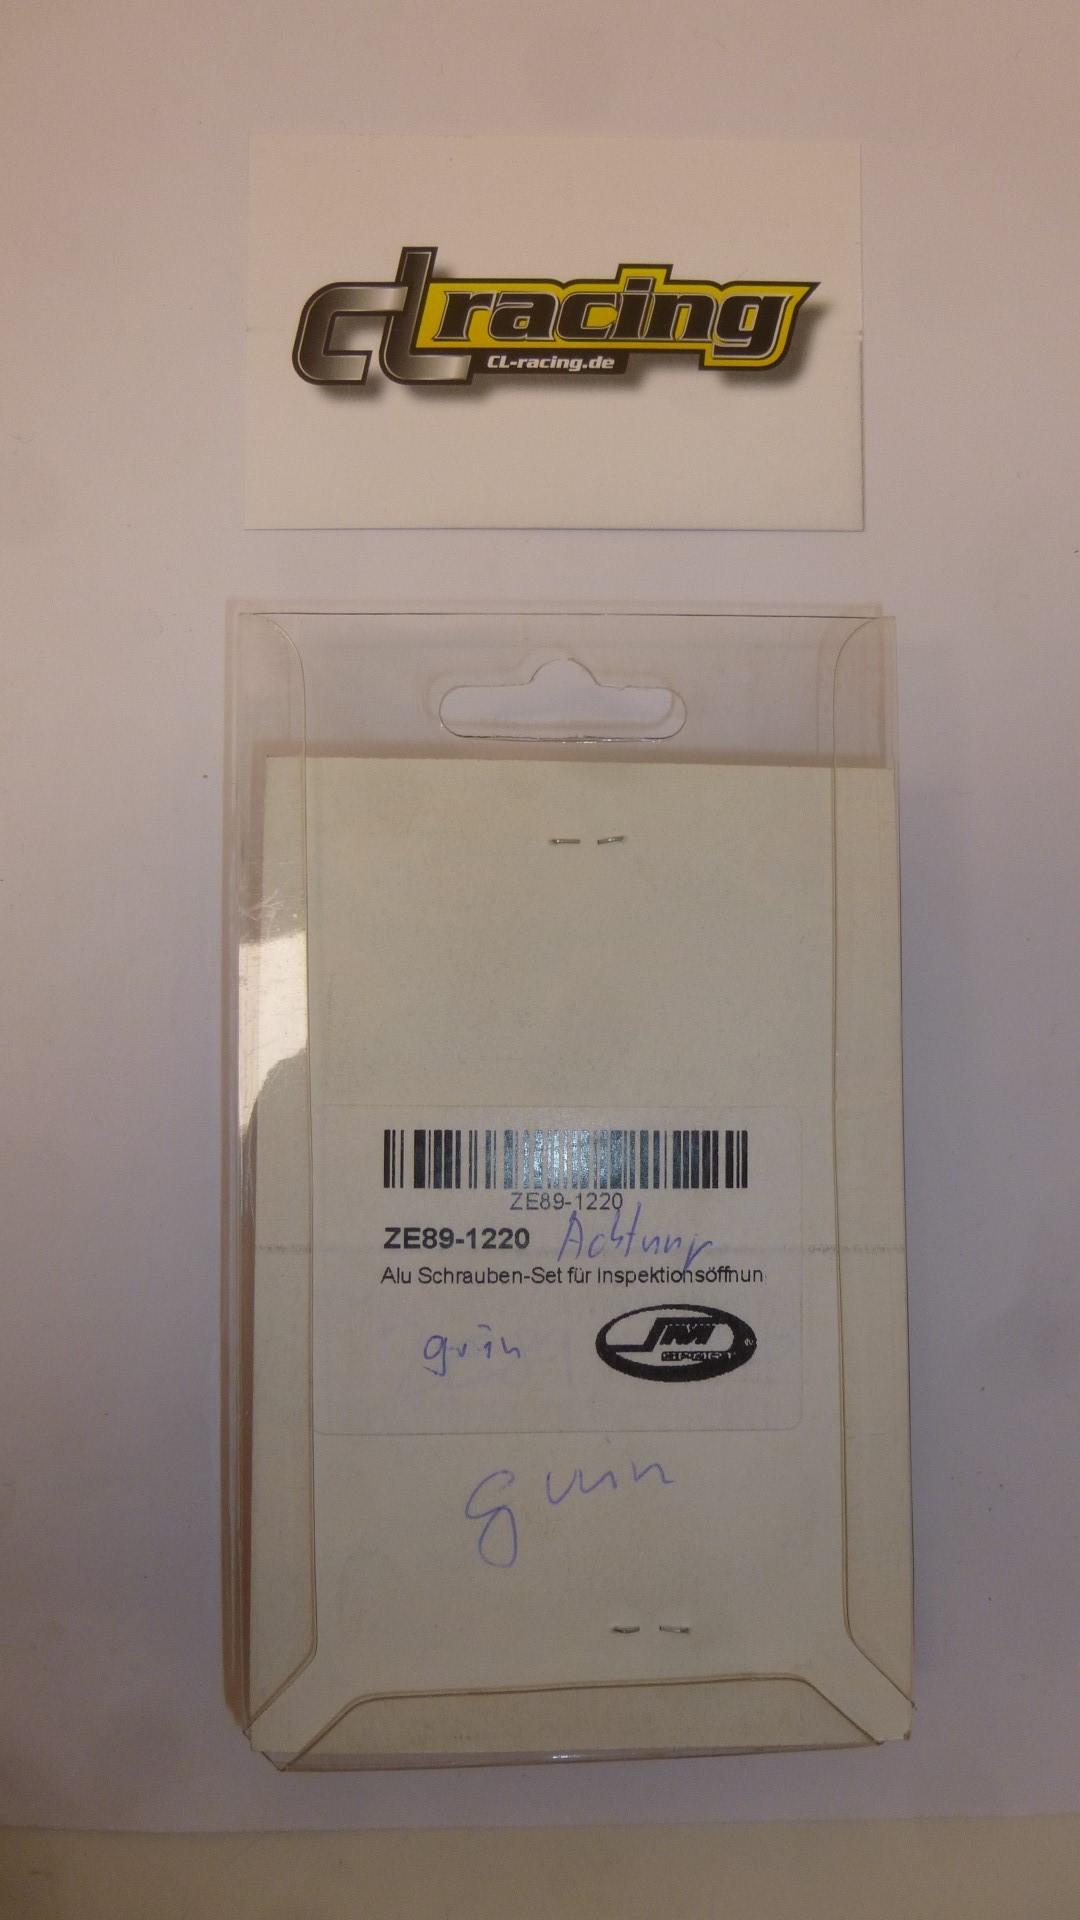 CL racing
CL-racing.de
ZE89-1220
ZE89-1220 Achtung
Alu Schrauben-Set für Inspektionsöffnun
grün
grün